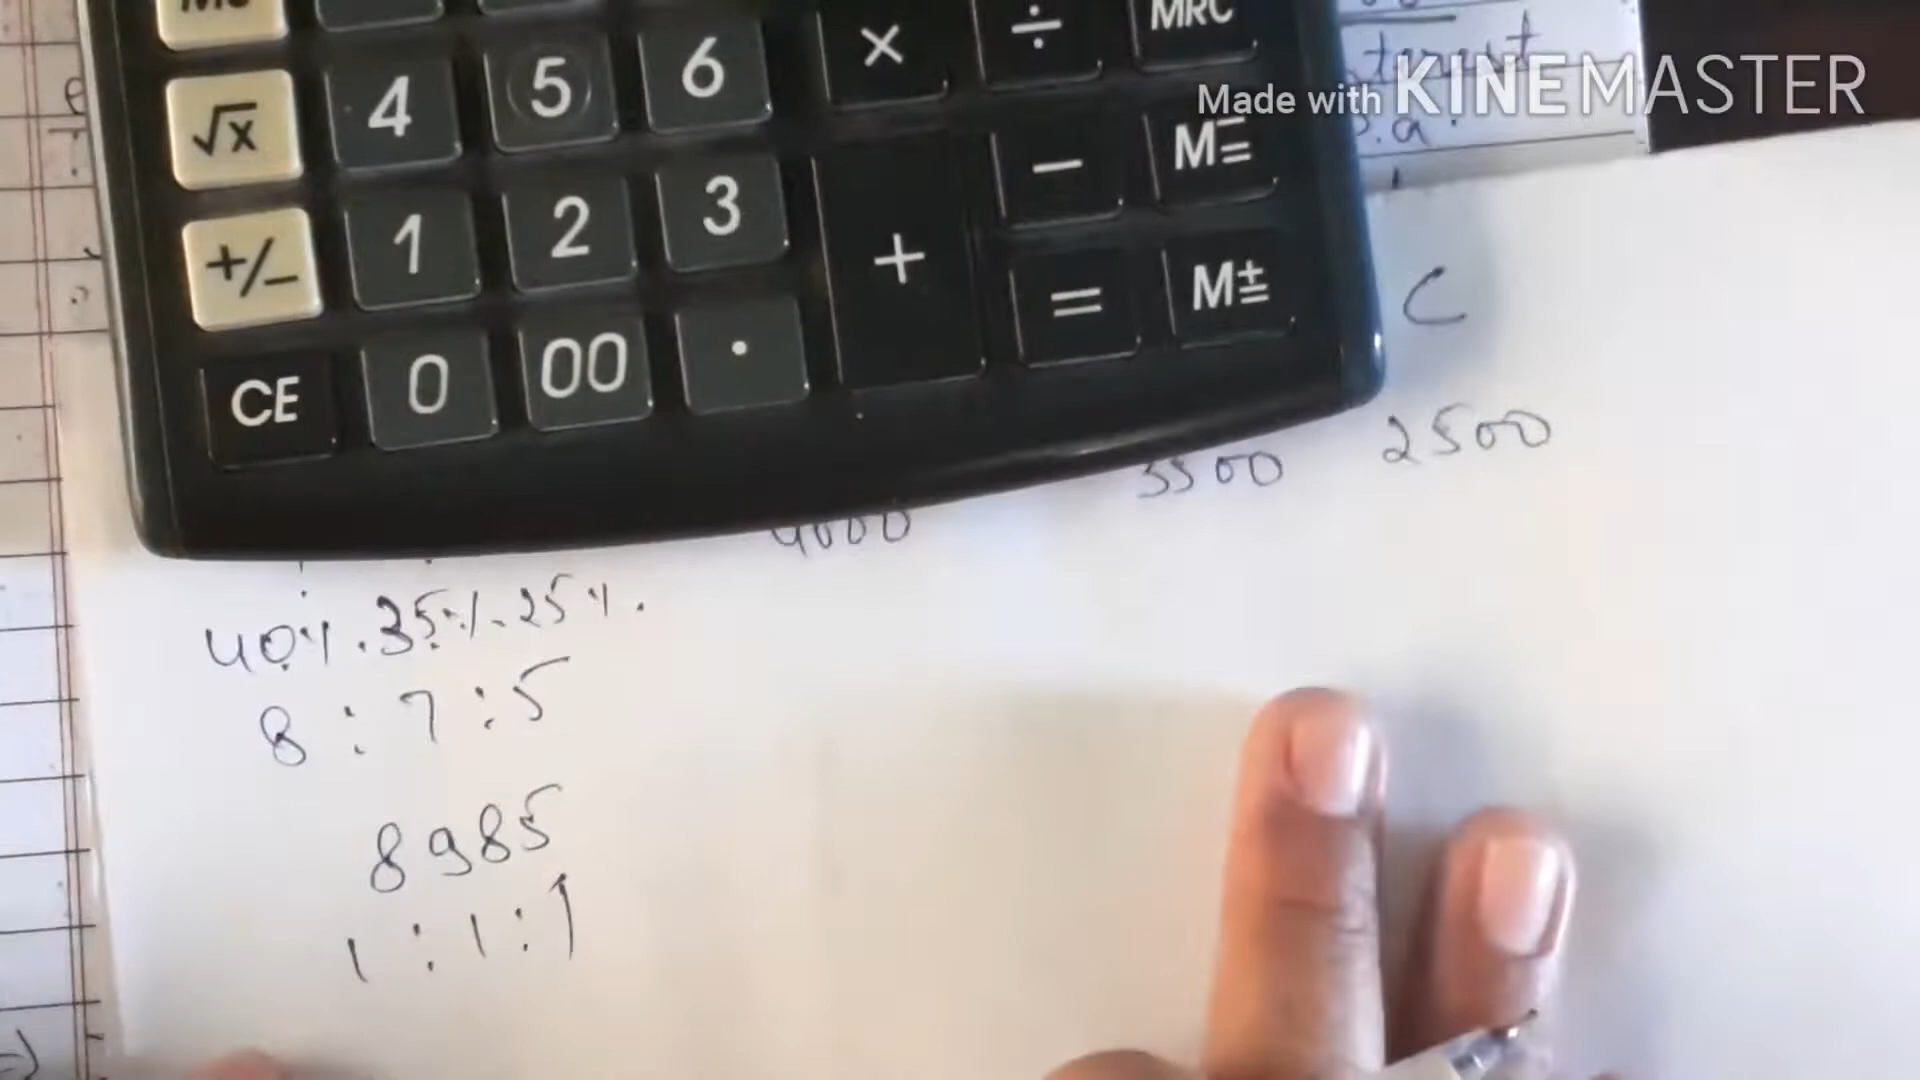 Made with KINEMASTER
MRC
4 5 6 × ÷
√x
p.a.
1 2 3 + − M=
+/−
= M±
CE 0 00 .
C
3500 2500
4000
40%. 35%. 25%.
8 : 7 : 5
8985
1 : 1 : 1